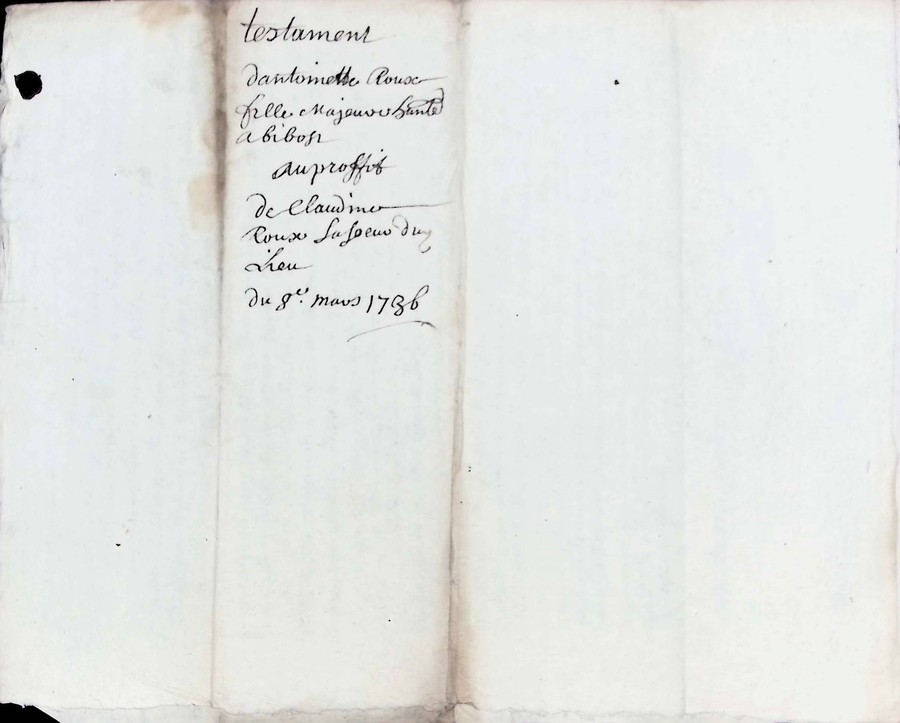 testament
dantoinette Roux
fille Majeure
a bibost
au proffit
de Claudine
Roux sa soeur du
Lieu
du 8e. mars 1736